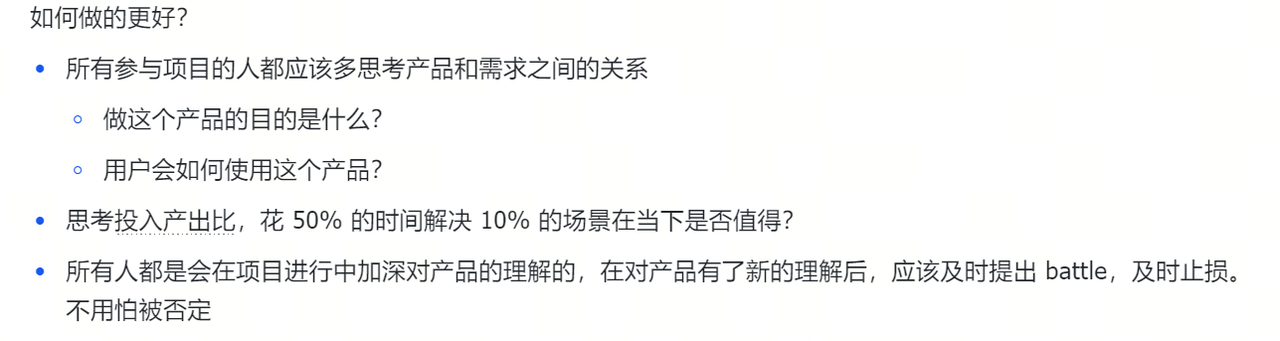 如何做的更好？
所有参与项目的人都应该多思考产品和需求之间的关系
做这个产品的目的是什么？
用户会如何使用这个产品？
思考投入产出比，花 50% 的时间解决 10% 的场景在当下是否值得？
所有人都是会在项目进行中加深对产品的理解的，在对产品有了新的理解后，应该及时提出 battle，及时止损。
不用怕被否定